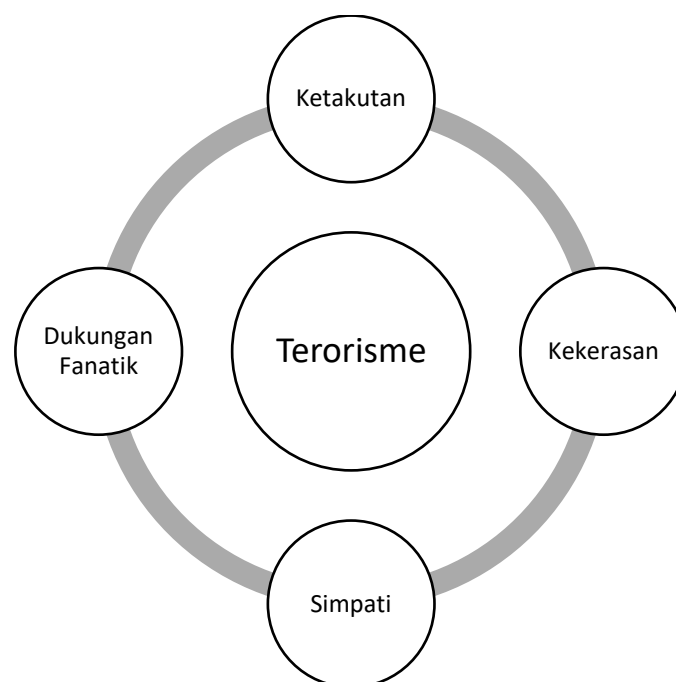 Ketakutan
Dukungan
Fanatik
Terorisme
Kekerasan
Simpati